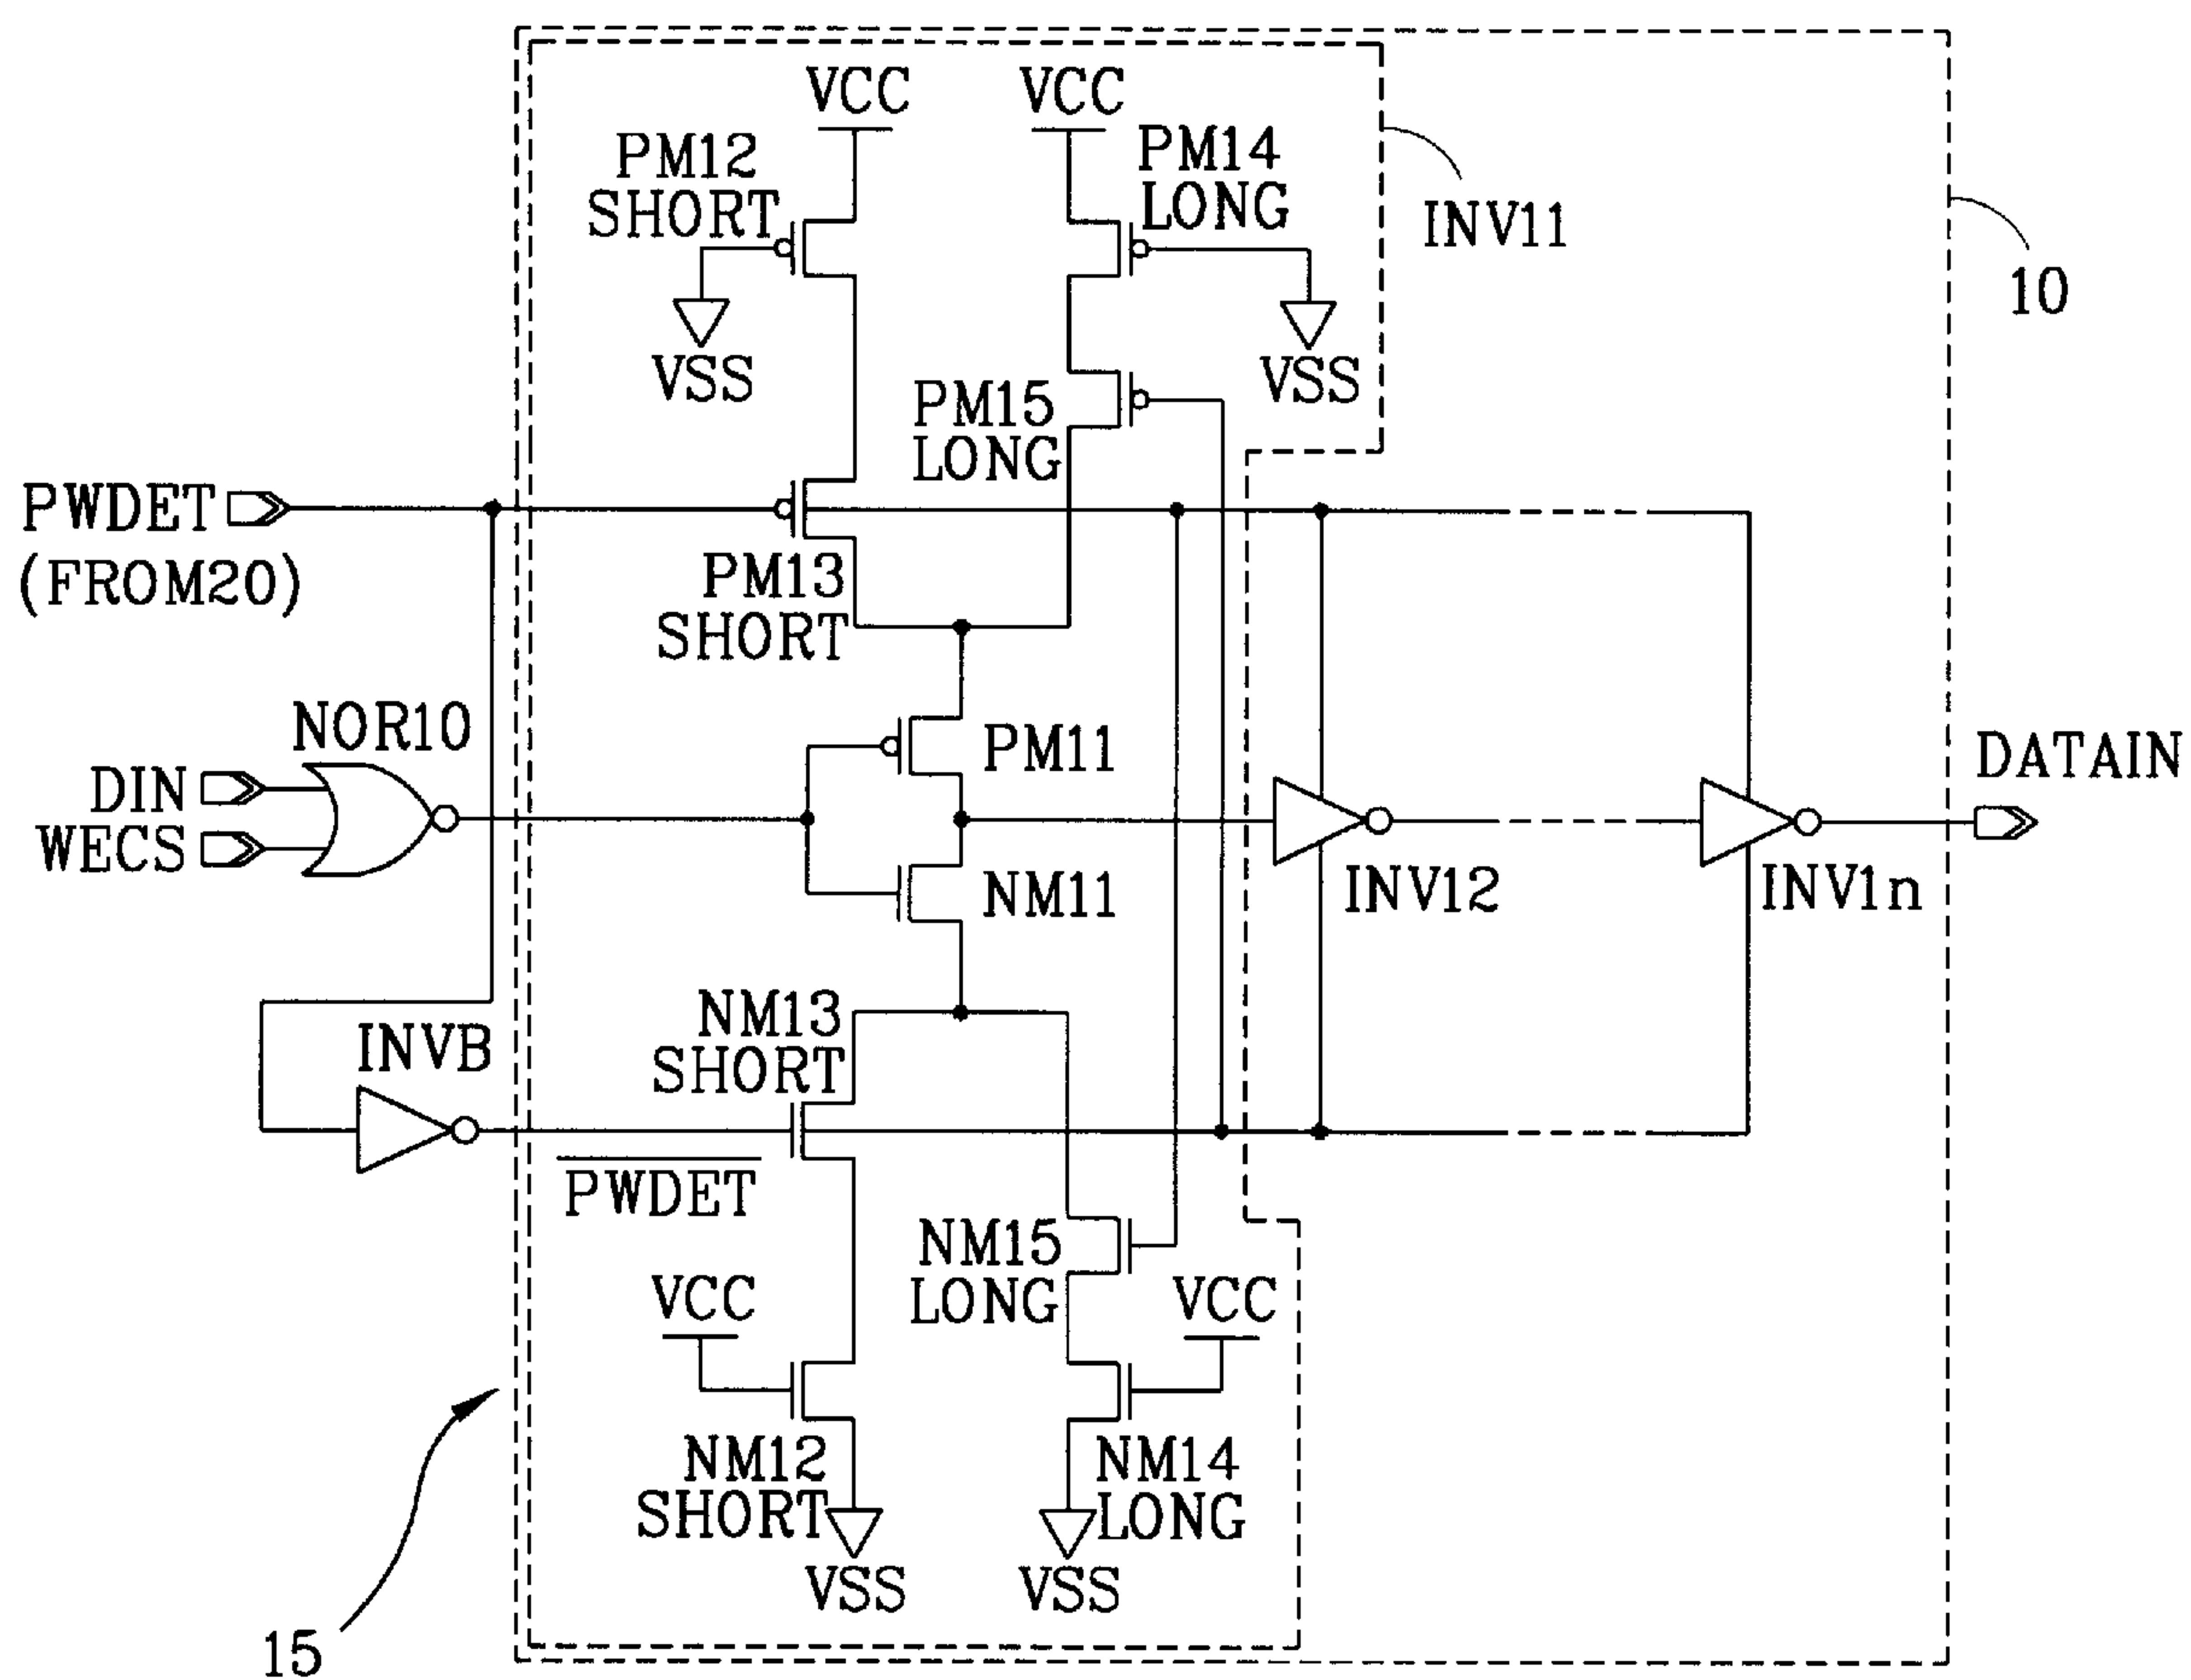 VCC
VCC
PM12
SHORT
PM14
LONG
INV11
10
VSS
VSS
PM15
LONG
PWDET
(FROM20)
PM13
SHORT
NOR10
PM11
DATAIN
DIN
WECS
NM11
INV12
INV1n
NM13
SHORT
INVB
PWDET
NM15
LONG
VCC
VCC
NM12
SHORT
NM14
LONG
VSS
VSS
15